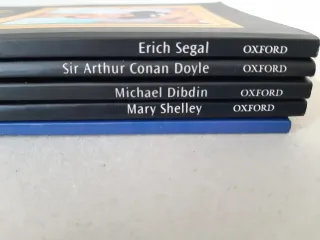 Erich Segal OXFORD
Sir Arthur Conan Doyle OXFORD
Michael Dibdin OXFORD
Mary Shelley OXFORD